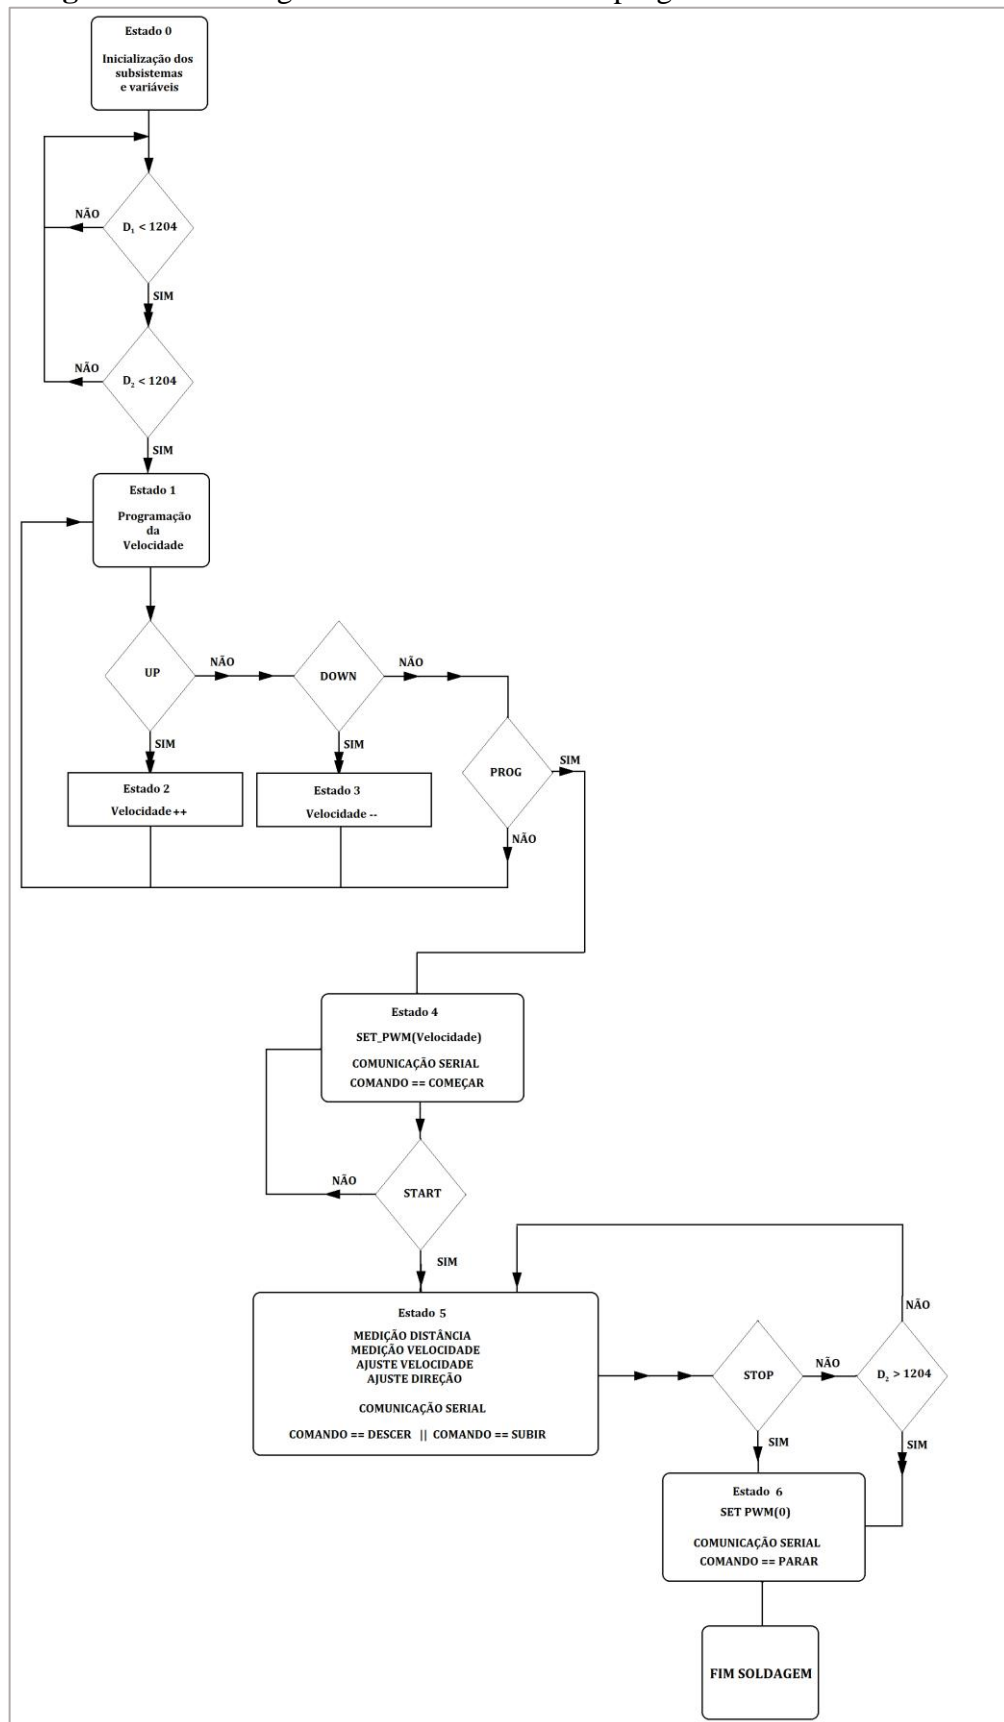 Estado 0
Inicialização dos
subsistemas
e variáveis
NÃO
D₁ < 1204
SIM
NÃO
D₂ < 1204
SIM
Estado 1
Programação
da
Velocidade
UP
NÃO
DOWN
NÃO
SIM
SIM
PROG
SIM
Estado 2
Velocidade ++
Estado 3
Velocidade --
NÃO
Estado 4
SET_PWM(Velocidade)
COMUNICAÇÃO SERIAL
COMANDO == COMEÇAR
NÃO
START
SIM
Estado 5
MEDIÇÃO DISTÂNCIA
MEDIÇÃO VELOCIDADE
AJUSTE VELOCIDADE
AJUSTE DIREÇÃO
COMUNICAÇÃO SERIAL
COMANDO == DESCER || COMANDO == SUBIR
STOP
NÃO
D₂ > 1204
NÃO
SIM
SIM
Estado 6
SET PWM(0)
COMUNICAÇÃO SERIAL
COMANDO == PARAR
FIM SOLDAGEM